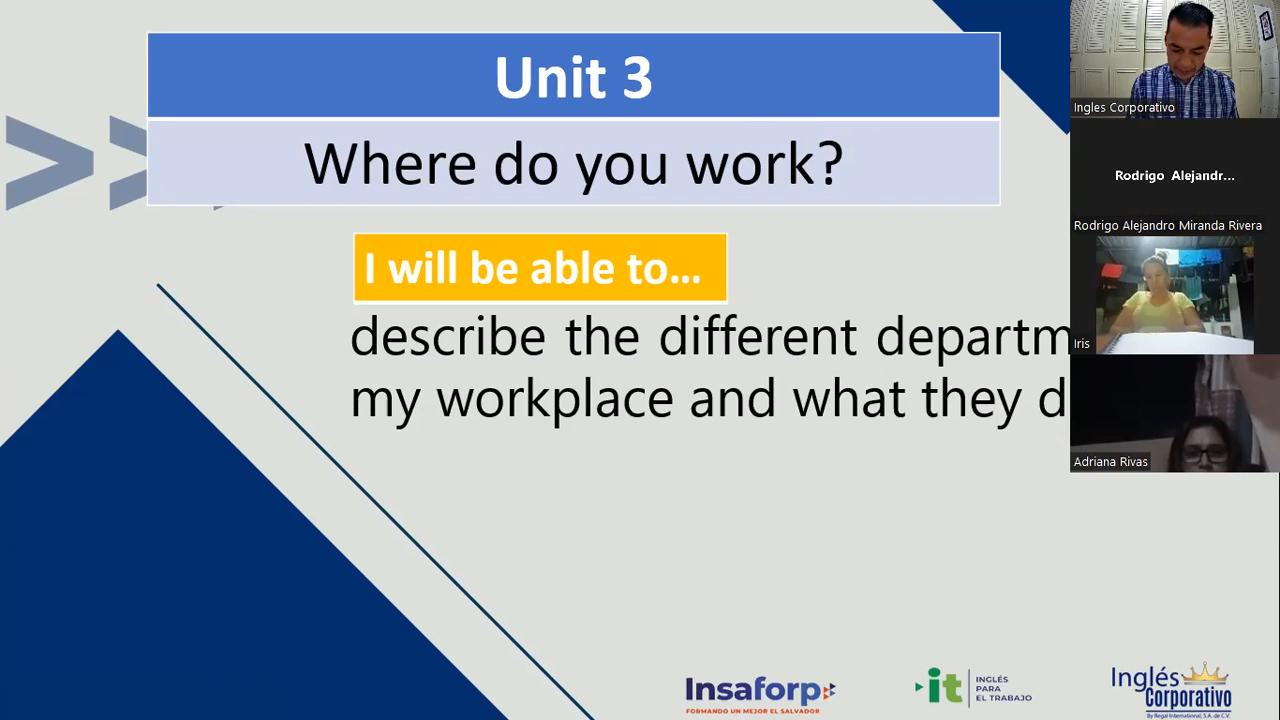 Unit 3
Where do you work?
I will be able to...
describe the different departm
my workplace and what they d
Ingles Corporativo
Rodrigo Alejandr...
Rodrigo Alejandro Miranda Rivera
Iris
Adriana Rivas
Insaforp
FORMANDO UN MEJOR EL SALVADOR
it
INGLÉS
PARA
EL TRABAJO
Inglés
Corporativo
By Regal International, S.A. de C.V.